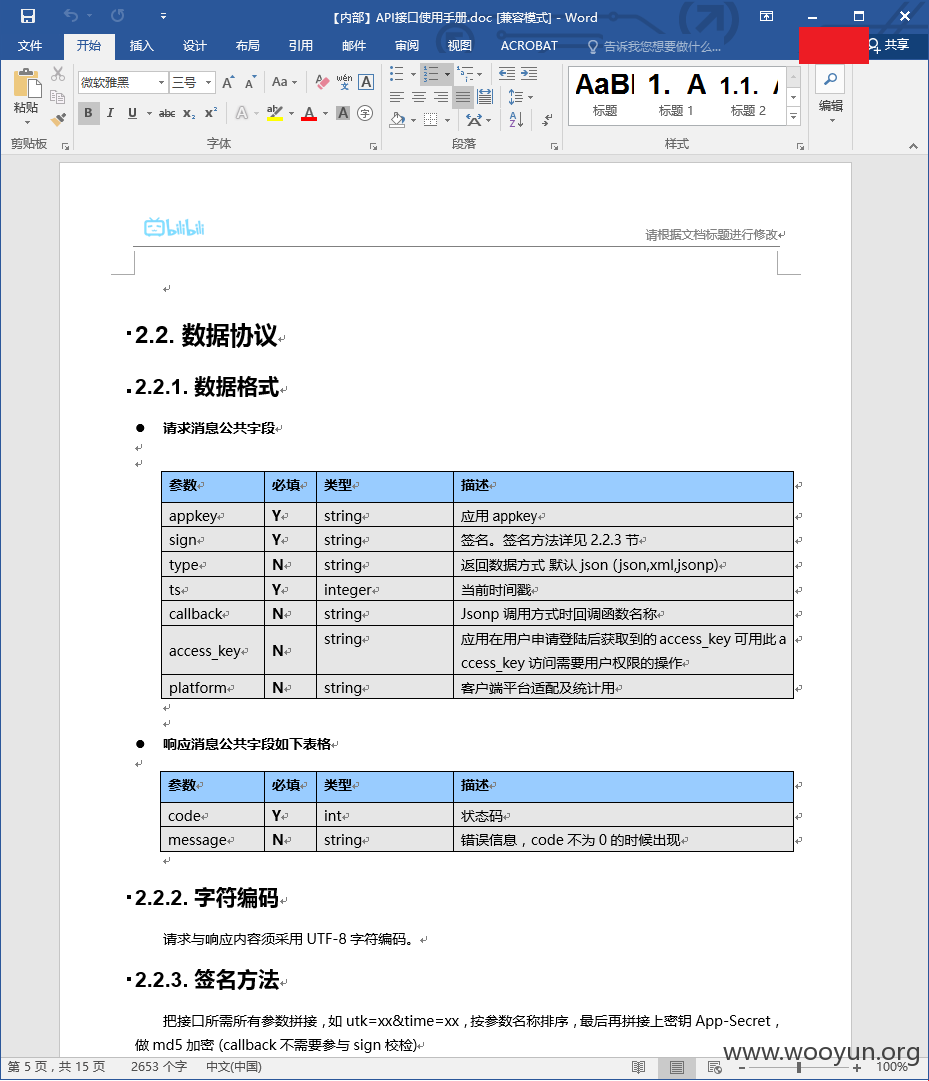 【内部】API接口使用手册.doc [兼容模式] - Word
文件 开始 插入 设计 布局 引用 邮件 审阅 视图 ACROBAT 告诉我您想要做什么... 共享
微软雅黑 三号 A A Aa wén 文 A AaBl 1. A 1.1. A
粘贴 B I U abc x₂ x² A aby A A 字 标题 标题 1 标题 2 编辑
剪贴板 字体 段落 样式
bilibili
请根据文档标题进行修改
2.2. 数据协议
2.2.1. 数据格式
● 请求消息公共字段
参数 必填 类型 描述
appkey Y string 应用 appkey
sign Y string 签名。签名方法详见 2.2.3 节
type N string 返回数据方式 默认 json (json,xml,jsonp)
ts Y integer 当前时间戳
callback N string Jsonp 调用方式时回调函数名称
access_key N string 应用在用户申请登陆后获取到的 access_key 可用此 a
ccess_key 访问需要用户权限的操作
platform N string 客户端平台适配及统计用
● 响应消息公共字段如下表格
参数 必填 类型 描述
code Y int 状态码
message N string 错误信息，code 不为 0 的时候出现
2.2.2. 字符编码
请求与响应内容须采用 UTF-8 字符编码。
2.2.3. 签名方法
把接口所需所有参数拼接，如 utk=xx&time=xx，按参数名称排序，最后再拼接上密钥 App-Secret，
做 md5 加密 (callback 不需要参与 sign 校检)
www.wooyun.org
第 5 页，共 15 页 2653 个字 中文(中国) 100%